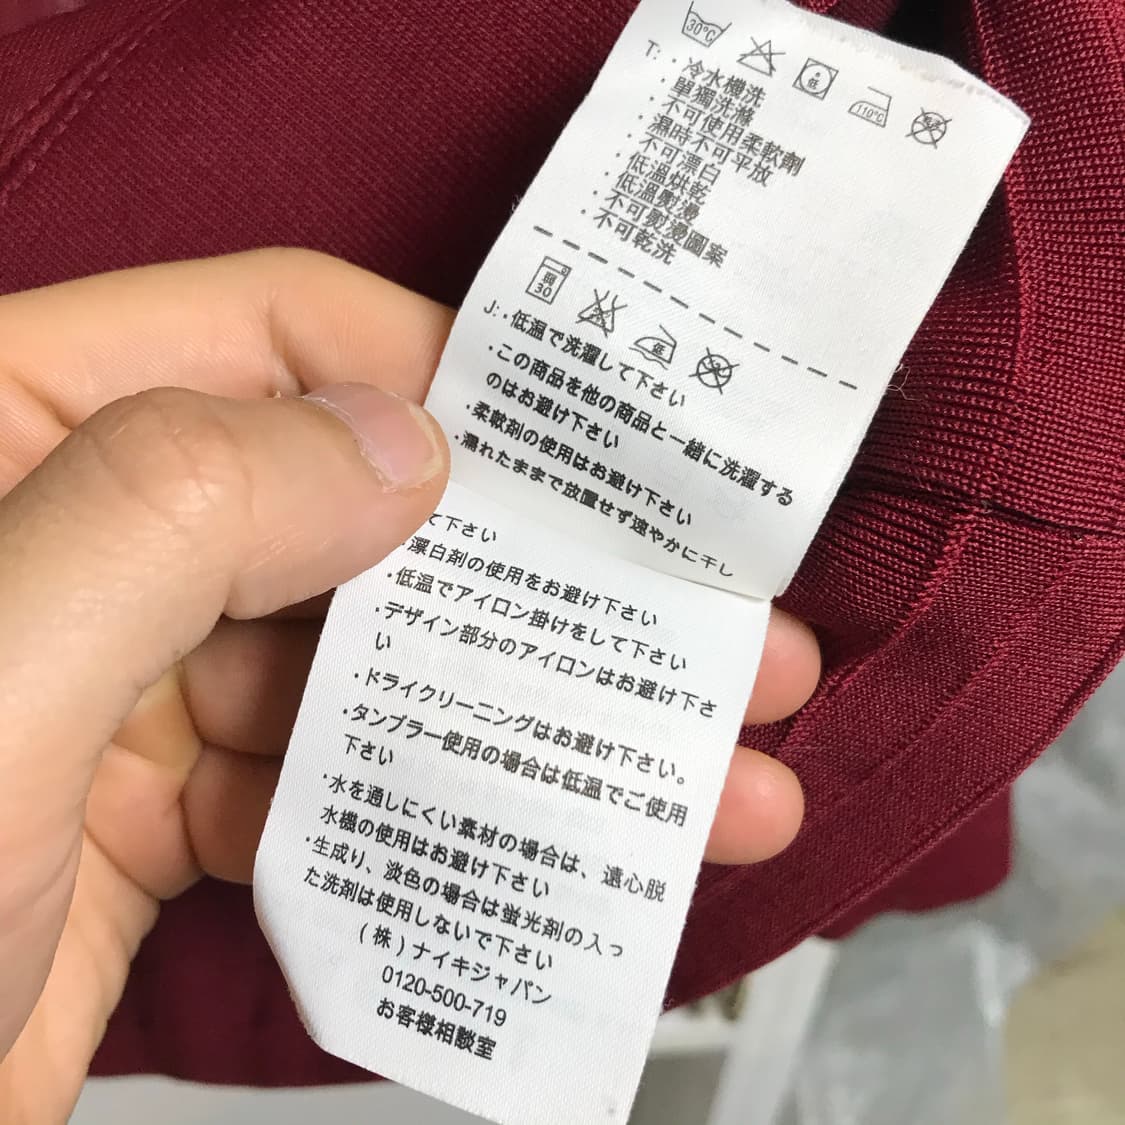 30°C
低
110°C
T: ·冷水機洗
·單獨洗滌
·不可使用柔軟劑
·濕時不可平放
·不可漂白
·低溫烘乾
·低溫熨燙
·不可熨燙圖案
·不可乾洗
弱
30
低
J: ·低温で洗濯して下さい
·この商品を他の商品と一緒に洗濯する
のはお避け下さい
·柔軟剤の使用はお避け下さい
·濡れたままで放置せず速やかに干し
て下さい
·漂白剤の使用をお避け下さい
·低温でアイロン掛けをして下さい
·デザイン部分のアイロンはお避け下さ
い
·ドライクリーニングはお避け下さい。
·タンブラー使用の場合は低温でご使用
下さい
·水を通しにくい素材の場合は、遠心脱
水機の使用はお避け下さい
·生成り、淡色の場合は蛍光剤の入っ
た洗剤は使用しないで下さい
(株)ナイキジャパン
0120-500-719
お客様相談室